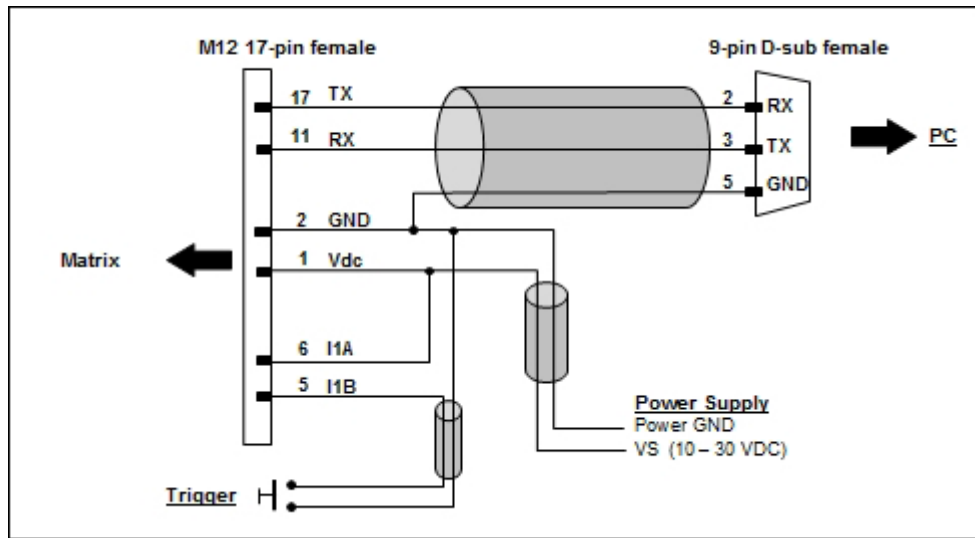 M12 17-pin female
9-pin D-sub female
17 TX
2 RX
11 RX
3 TX
PC
5 GND
2 GND
Matrix
1 Vdc
6 I1A
5 I1B
Power Supply
Power GND
VS (10 – 30 VDC)
Trigger